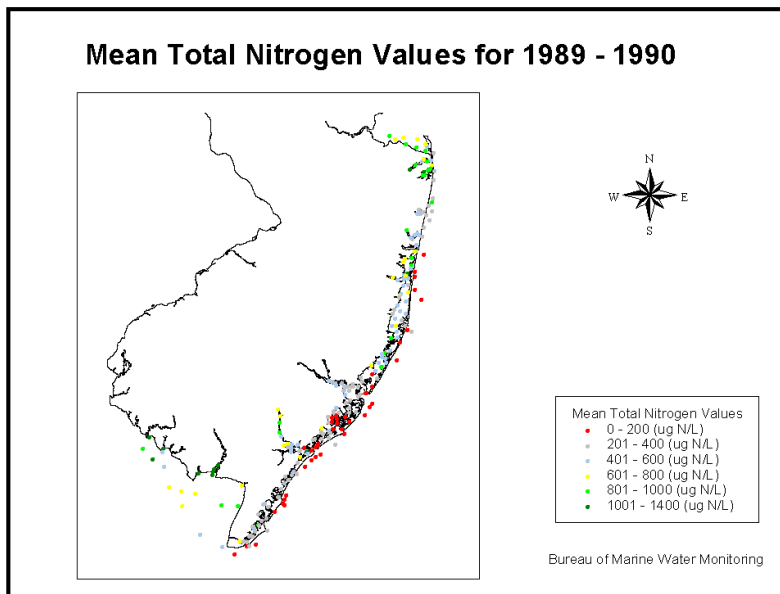 Mean Total Nitrogen Values for 1989 - 1990
N
W E
S
Mean Total Nitrogen Values
0 - 200 (ug N/L)
201 - 400 (ug N/L)
401 - 600 (ug N/L)
601 - 800 (ug N/L)
801 - 1000 (ug N/L)
1001 - 1400 (ug N/L)
Bureau of Marine Water Monitoring